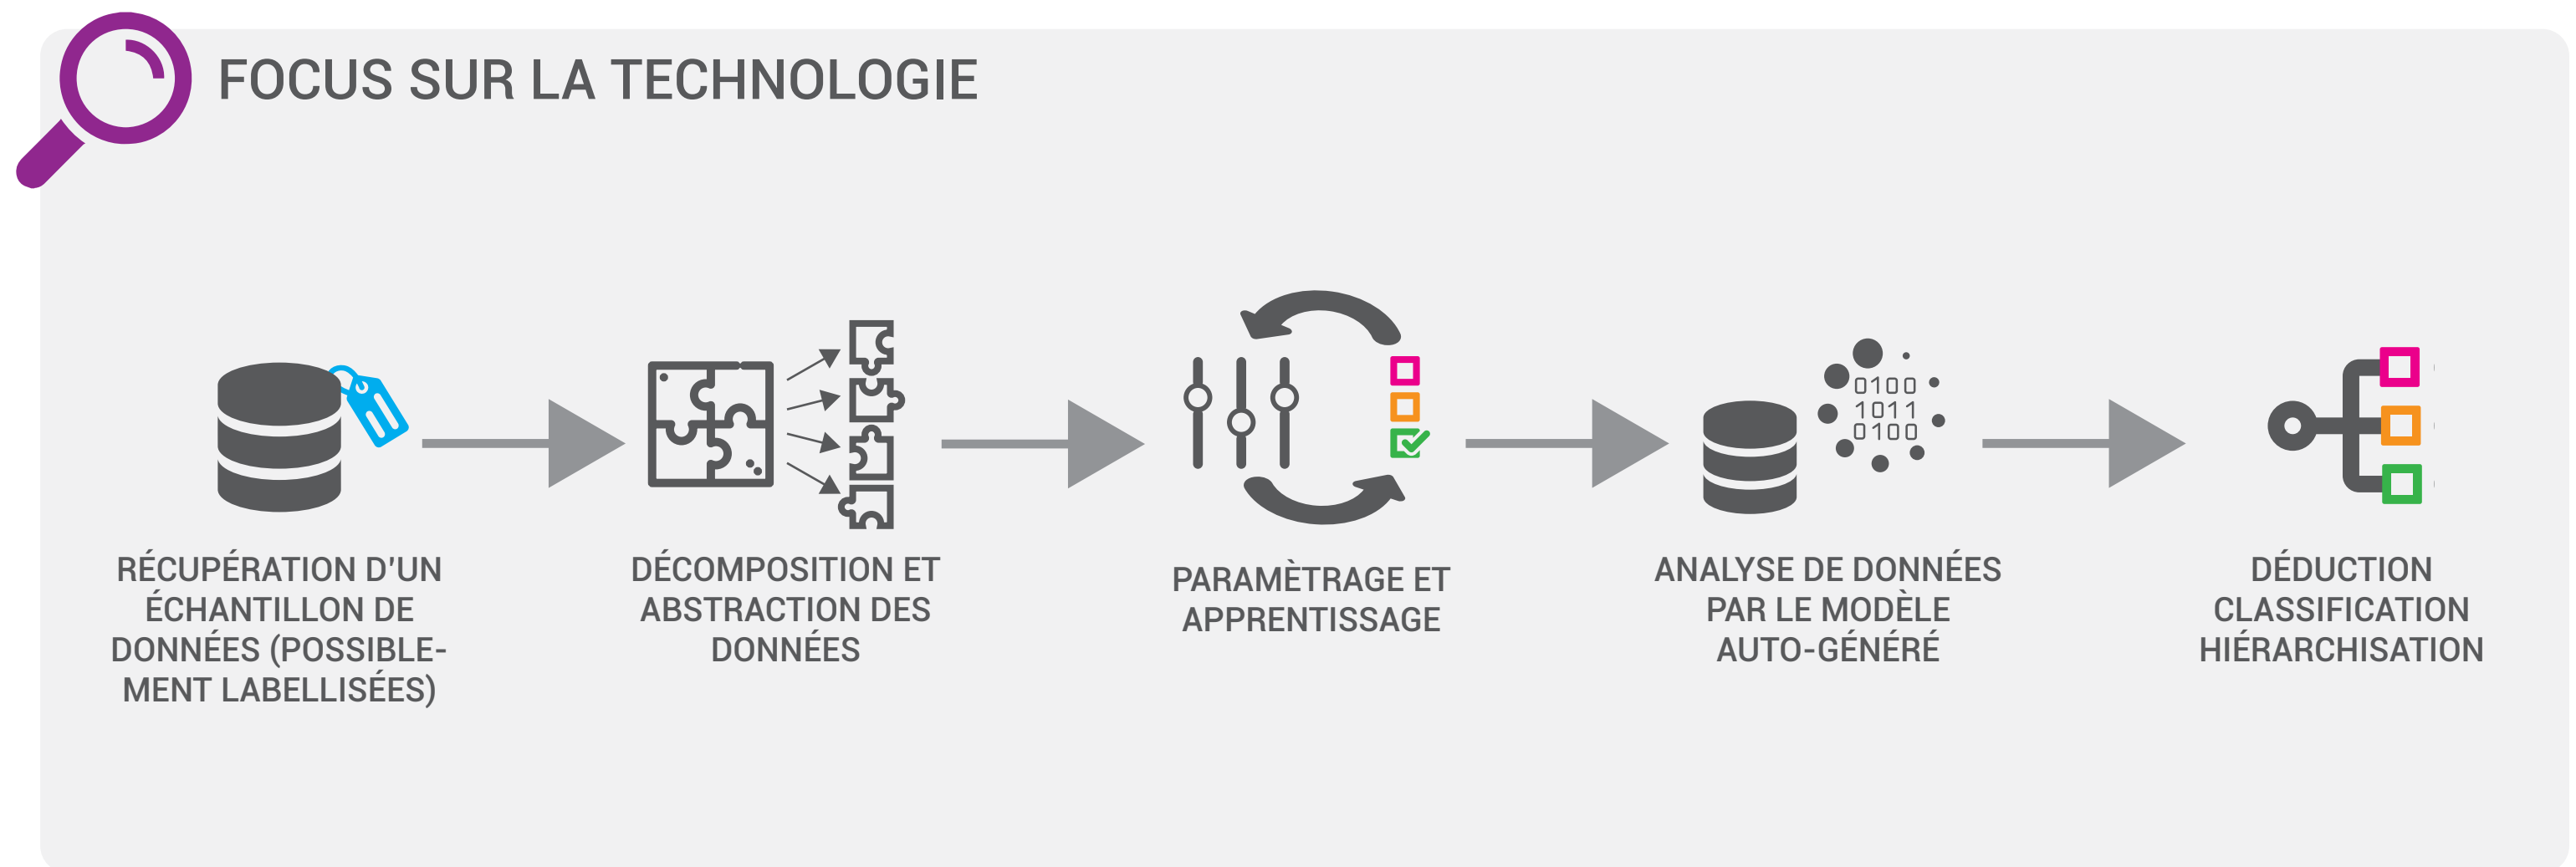 FOCUS SUR LA TECHNOLOGIE
0100
1011
0100
RÉCUPÉRATION D'UN
ÉCHANTILLON DE
DONNÉES (POSSIBLE-
MENT LABELLISÉES)
DÉCOMPOSITION ET
ABSTRACTION DES
DONNÉES
PARAMÈTRAGE ET
APPRENTISSAGE
ANALYSE DE DONNÉES
PAR LE MODÈLE
AUTO-GÉNÉRÉ
DÉDUCTION
CLASSIFICATION
HIÉRARCHISATION